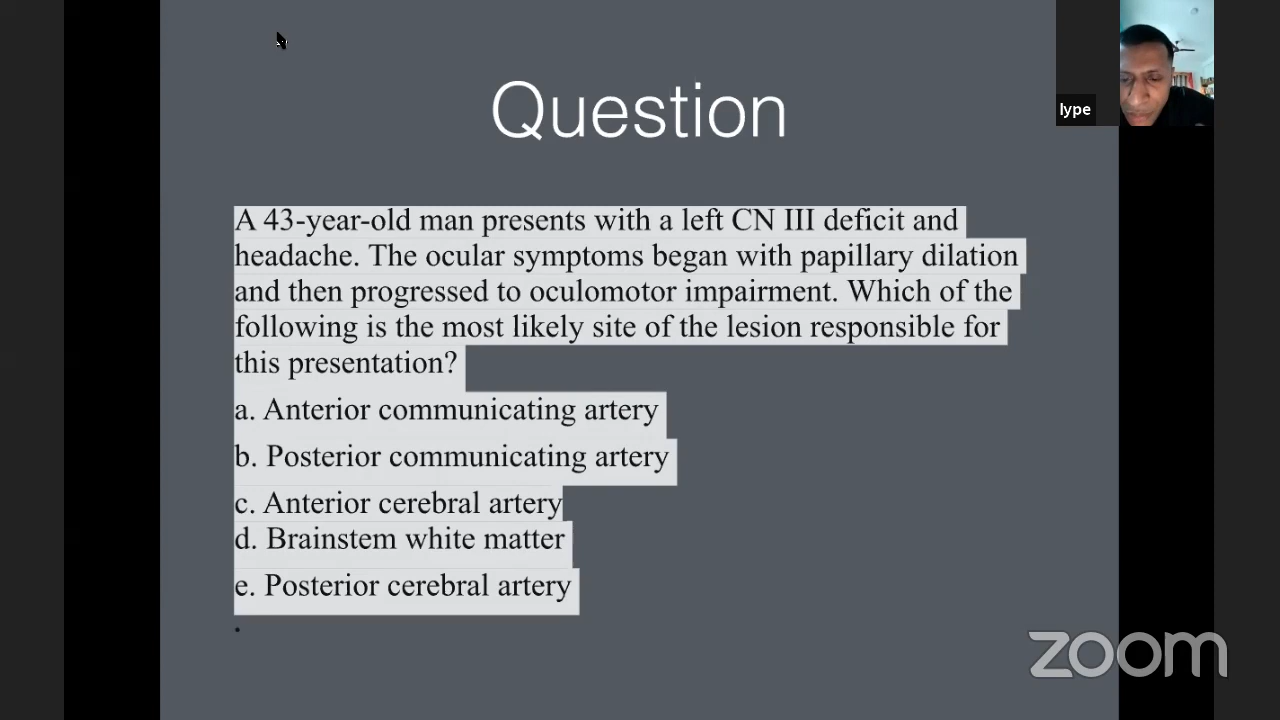 Question
lype
A 43-year-old man presents with a left CN III deficit and
headache. The ocular symptoms began with papillary dilation
and then progressed to oculomotor impairment. Which of the
following is the most likely site of the lesion responsible for
this presentation?
a. Anterior communicating artery
b. Posterior communicating artery
c. Anterior cerebral artery
d. Brainstem white matter
e. Posterior cerebral artery
zoom